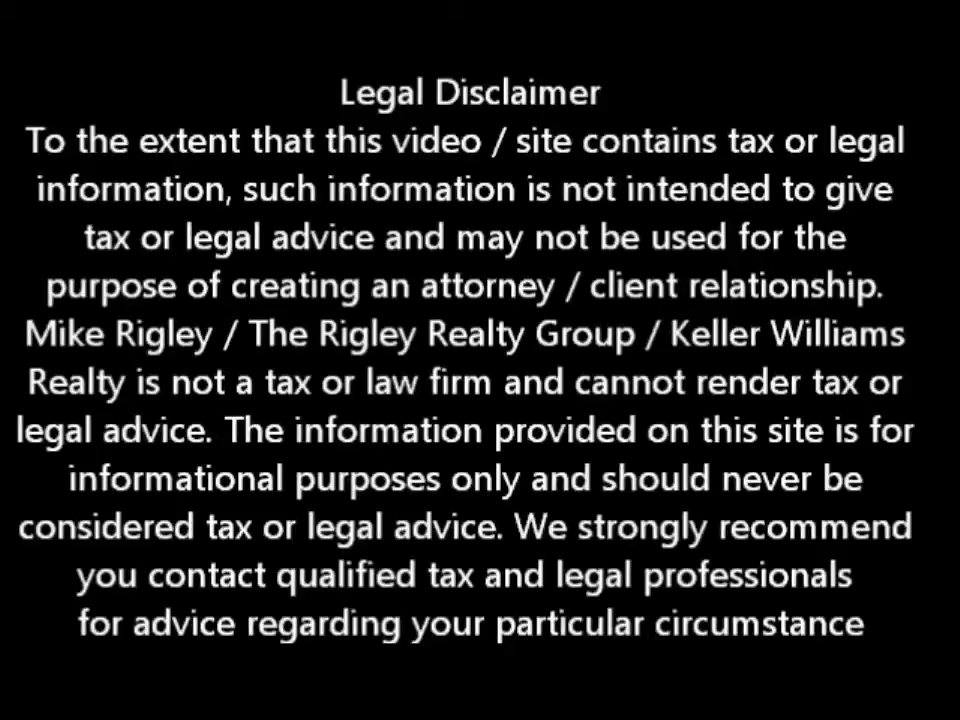 Legal Disclaimer
To the extent that this video / site contains tax or legal
information, such information is not intended to give
tax or legal advice and may not be used for the
purpose of creating an attorney / client relationship.
Mike Rigley / The Rigley Realty Group / Keller Williams
Realty is not a tax or law firm and cannot render tax or
legal advice. The information provided on this site is for
informational purposes only and should never be
considered tax or legal advice. We strongly recommend
you contact qualified tax and legal professionals
for advice regarding your particular circumstance